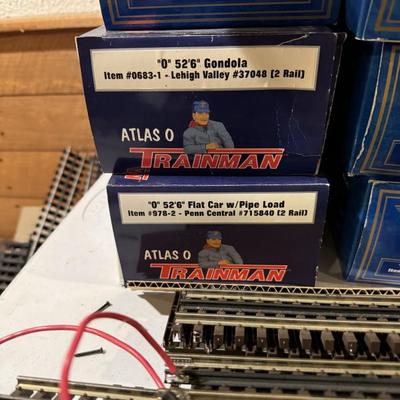 "O" 52'6" Gondola
Item #0683-1 - Lehigh Valley #37048 [2 Rail]
ATLAS O
TRAINMAN
"O" 52'6" Flat Car w/Pipe Load
Item #978-2 - Penn Central #715840 [2 Rail]
ATLAS O
TRAINMAN